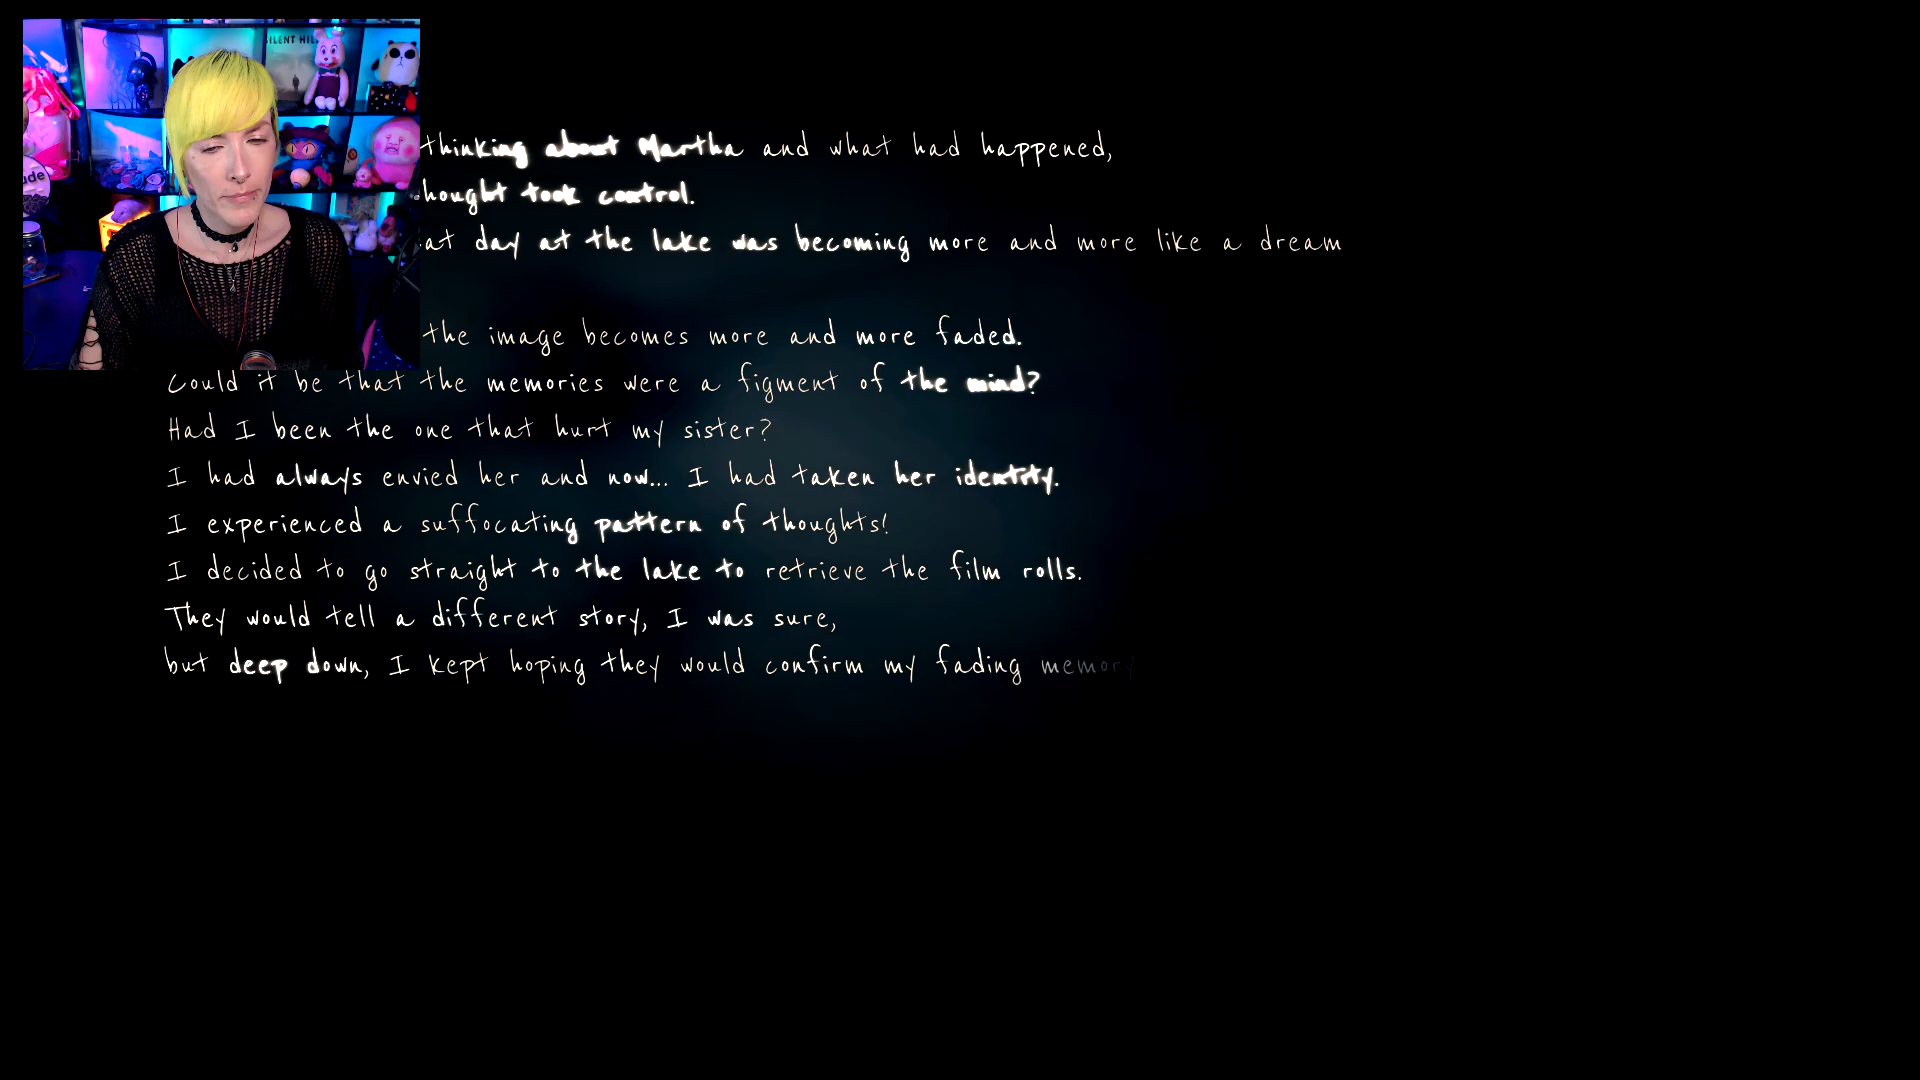 SILENT HIL
ude
thinking about Martha and what had happened,
hought took control.
at day at the lake was becoming more and more like a dream
the image becomes more and more faded.
Could it be that the memories were a figment of the mind?
Had I been the one that hurt my sister?
I had always envied her and now... I had taken her identity.
I experienced a suffocating pattern of thoughts!
I decided to go straight to the lake to retrieve the film rolls.
They would tell a different story, I was sure,
but deep down, I kept hoping they would confirm my fading memory